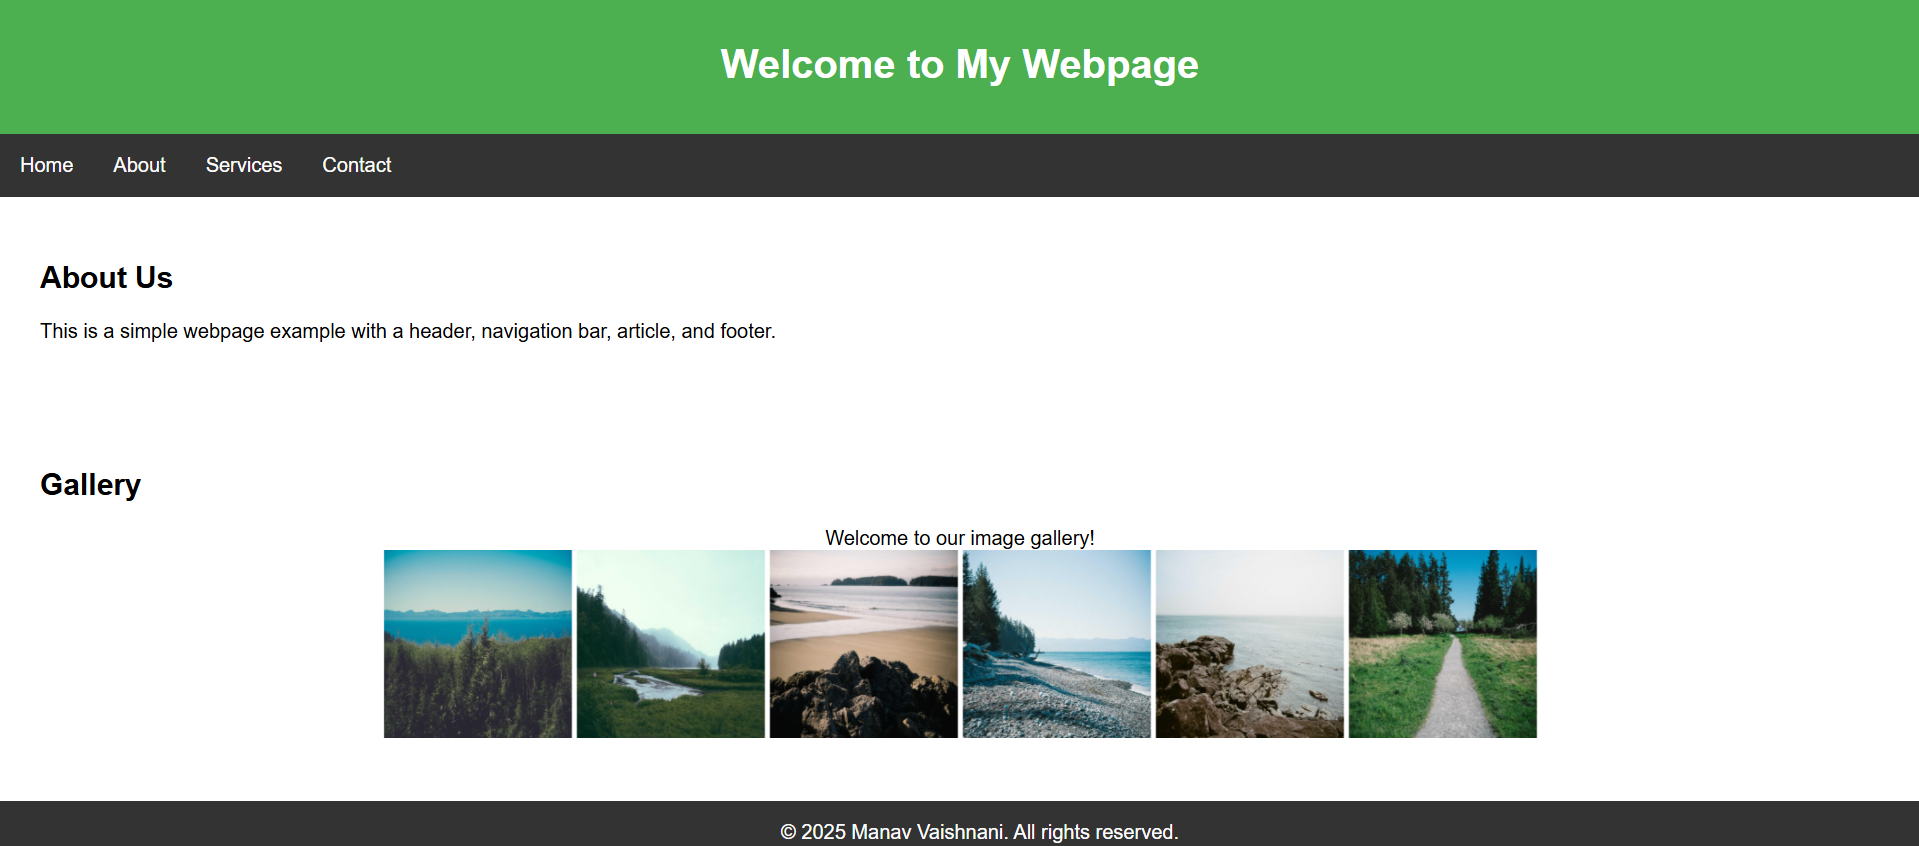 Welcome to My Webpage
Home About Services Contact
About Us
This is a simple webpage example with a header, navigation bar, article, and footer.
Gallery
Welcome to our image gallery!
© 2025 Manav Vaishnani. All rights reserved.